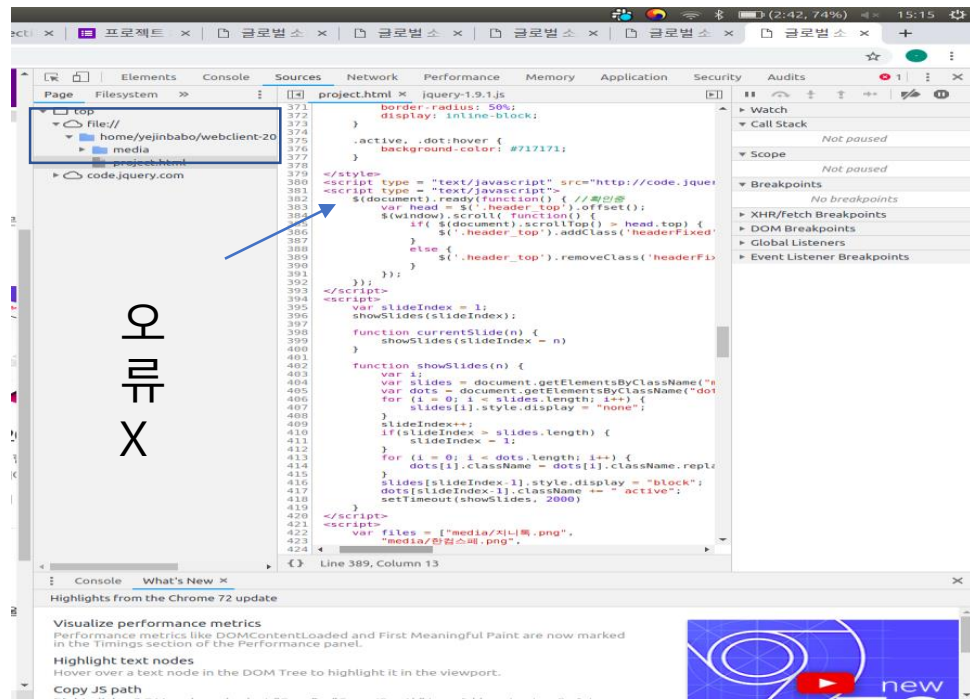 (2:42, 74%) 15:15
프로젝트 글로벌소 글로벌소 글로벌소 글로벌소 글로벌소
Elements Console Sources Network Performance Memory Application Security Audits 1
Page Filesystem » project.html × jquery-1.9.1.js
top
file://
home/yejinbabo/webclient-20
media
project.html
code.jquery.com
371 border-radius: 50%;
372 display: inline-block;
373 }
374
375 .active, .dot:hover {
376 background-color: #717171;
377 }
378
379 </style>
380 <script type = "text/javascript" src="http://code.jquer
381 <script type = "text/javascript">
382 $(document).ready(function() { //확인중
383 var head = $('.header_top').offset();
384 $(window).scroll( function() {
385 if( $(document).scrollTop() > head.top) {
386 $('.header_top').addClass('headerFixed'
387 }
388 else {
389 $('.header_top').removeClass('headerFix
390 }
391 });
392 });
393 </script>
394 <script>
395 var slideIndex = 1;
396 showSlides(slideIndex);
397
398 function currentSlide(n) {
399 showSlides(slideIndex = n)
400 }
401
402 function showSlides(n) {
403 var i;
404 var slides = document.getElementsByClassName("m
405 var dots = document.getElementsByClassName("dot
406 for (i = 0; i < slides.length; i++) {
407 slides[i].style.display = "none";
408 }
409 slideIndex++;
410 if(slideIndex > slides.length) {
411 slideIndex = 1;
412 }
413 for (i = 0; i < dots.length; i++) {
414 dots[i].className = dots[i].className.repla
415 }
416 slides[slideIndex-1].style.display = "block";
417 dots[slideIndex-1].className += " active";
418 setTimeout(showSlides, 2000)
419 }
420 </script>
421 <script>
422 var files = ["media/지니톡.png",
423 "media/한컴스페.png",
424
{} Line 389, Column 13
Watch
Call Stack
Not paused
Scope
Not paused
Breakpoints
No breakpoints
XHR/fetch Breakpoints
DOM Breakpoints
Global Listeners
Event Listener Breakpoints
오
류
X
Console What's New ×
Highlights from the Chrome 72 update
Visualize performance metrics
Performance metrics like DOMContentLoaded and First Meaningful Paint are now marked
in the Timings section of the Performance panel.
Highlight text nodes
Hover over a text node in the DOM Tree to highlight it in the viewport.
Copy JS path
new